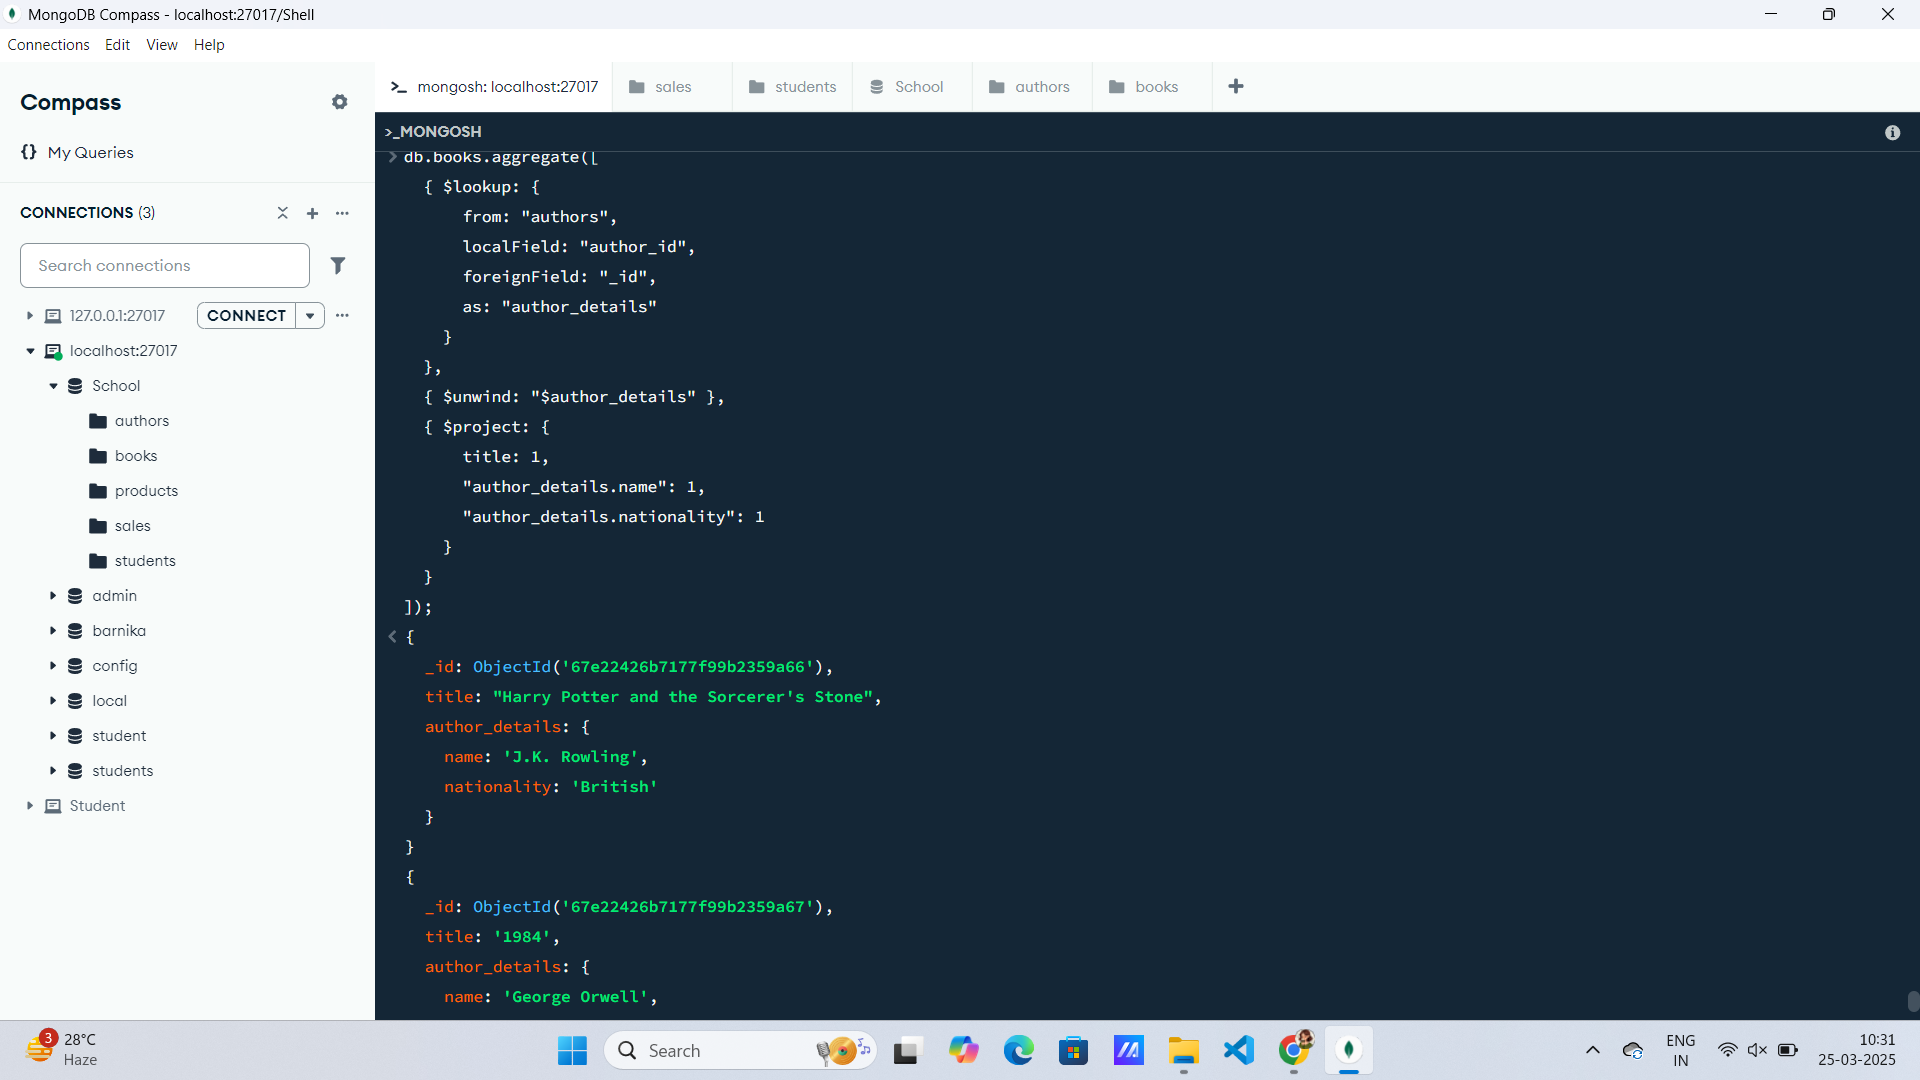 MongoDB Compass - localhost:27017/Shell
Connections Edit View Help
Compass
{} My Queries
CONNECTIONS (3)
Search connections
127.0.0.1:27017 CONNECT
localhost:27017
School
authors
books
products
sales
students
admin
barnika
config
local
student
students
Student
>_ mongosh: localhost:27017 sales students School authors books +
>_MONGOSH
> db.books.aggregate([
{ $lookup: {
from: "authors",
localField: "author_id",
foreignField: "_id",
as: "author_details"
}
},
{ $unwind: "$author_details" },
{ $project: {
title: 1,
"author_details.name": 1,
"author_details.nationality": 1
}
}
]);
< {
_id: ObjectId('67e22426b7177f99b2359a66'),
title: "Harry Potter and the Sorcerer's Stone",
author_details: {
name: 'J.K. Rowling',
nationality: 'British'
}
}
{
_id: ObjectId('67e22426b7177f99b2359a67'),
title: '1984',
author_details: {
name: 'George Orwell',
3
28°C
Haze
Search
ENG
IN
10:31
25-03-2025